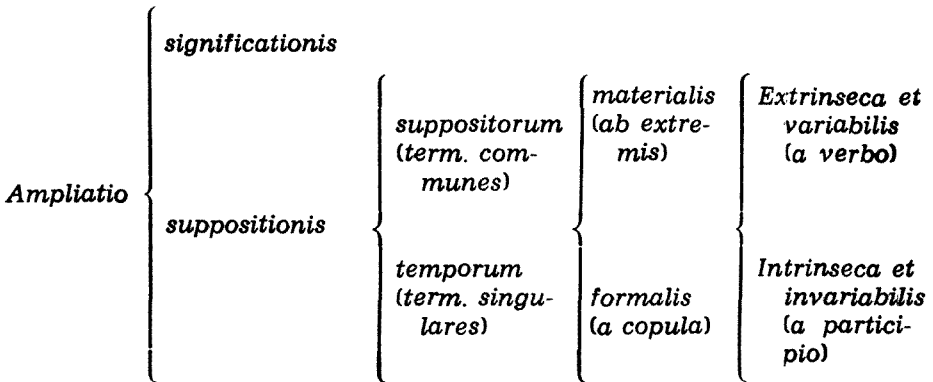 Ampliatio
significationis
suppositionis
suppositorum
(term. com-
munes)
temporum
(term. singu-
lares)
materialis
(ab extre-
mis)
formalis
(a copula)
Extrinseca et
variabilis
(a verbo)
Intrinseca et
invariabilis
(a partici-
pio)